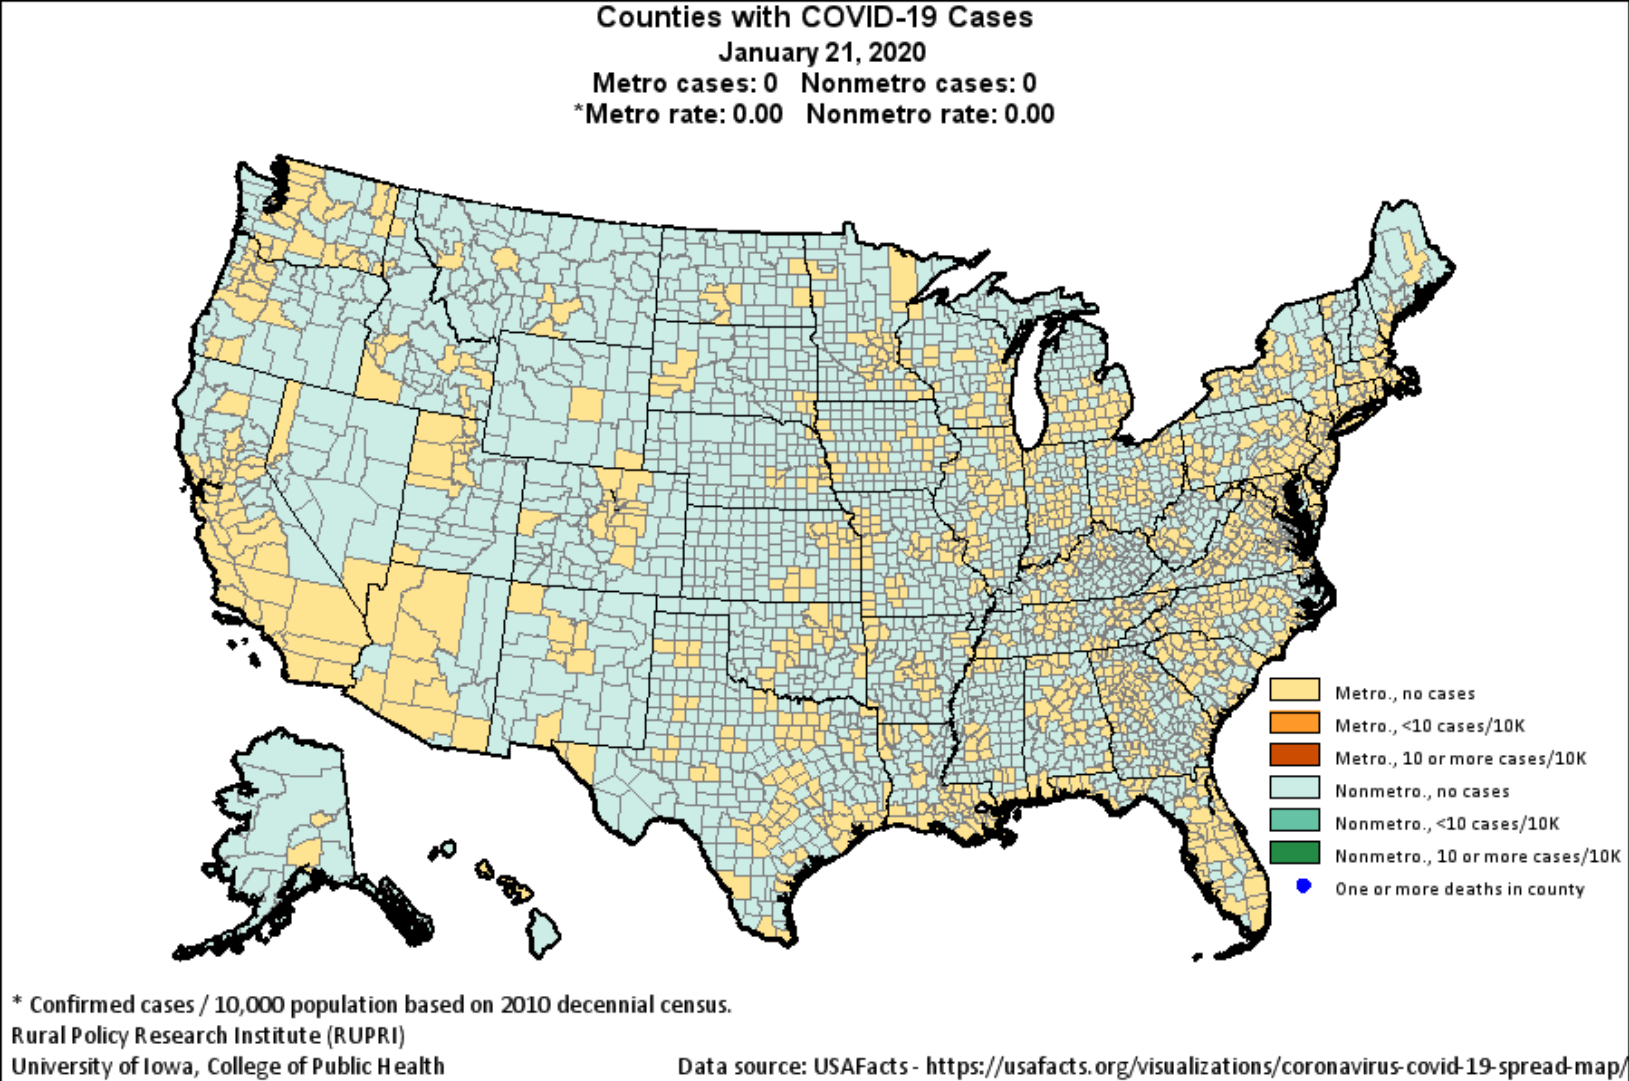 Counties with COVID-19 Cases
January 21, 2020
Metro cases: 0 Nonmetro cases: 0
*Metro rate: 0.00 Nonmetro rate: 0.00
Metro., no cases
Metro., <10 cases/10K
Metro., 10 or more cases/10K
Nonmetro., no cases
Nonmetro., <10 cases/10K
Nonmetro., 10 or more cases/10K
One or more deaths in county
* Confirmed cases / 10,000 population based on 2010 decennial census.
Rural Policy Research Institute (RUPRI)
University of Iowa, College of Public Health
Data source: USAFacts - https://usafacts.org/visualizations/coronavirus-covid-19-spread-map/